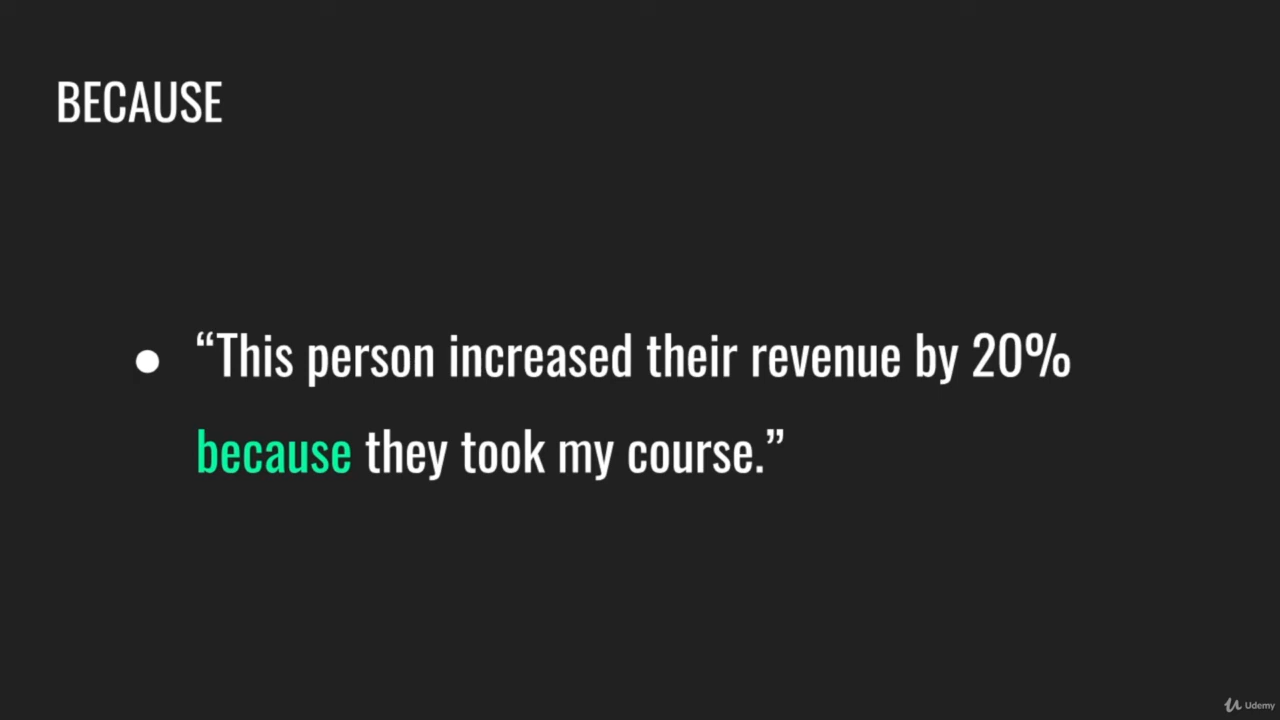 BECAUSE
● “This person increased their revenue by 20%
because they took my course.”
Udemy